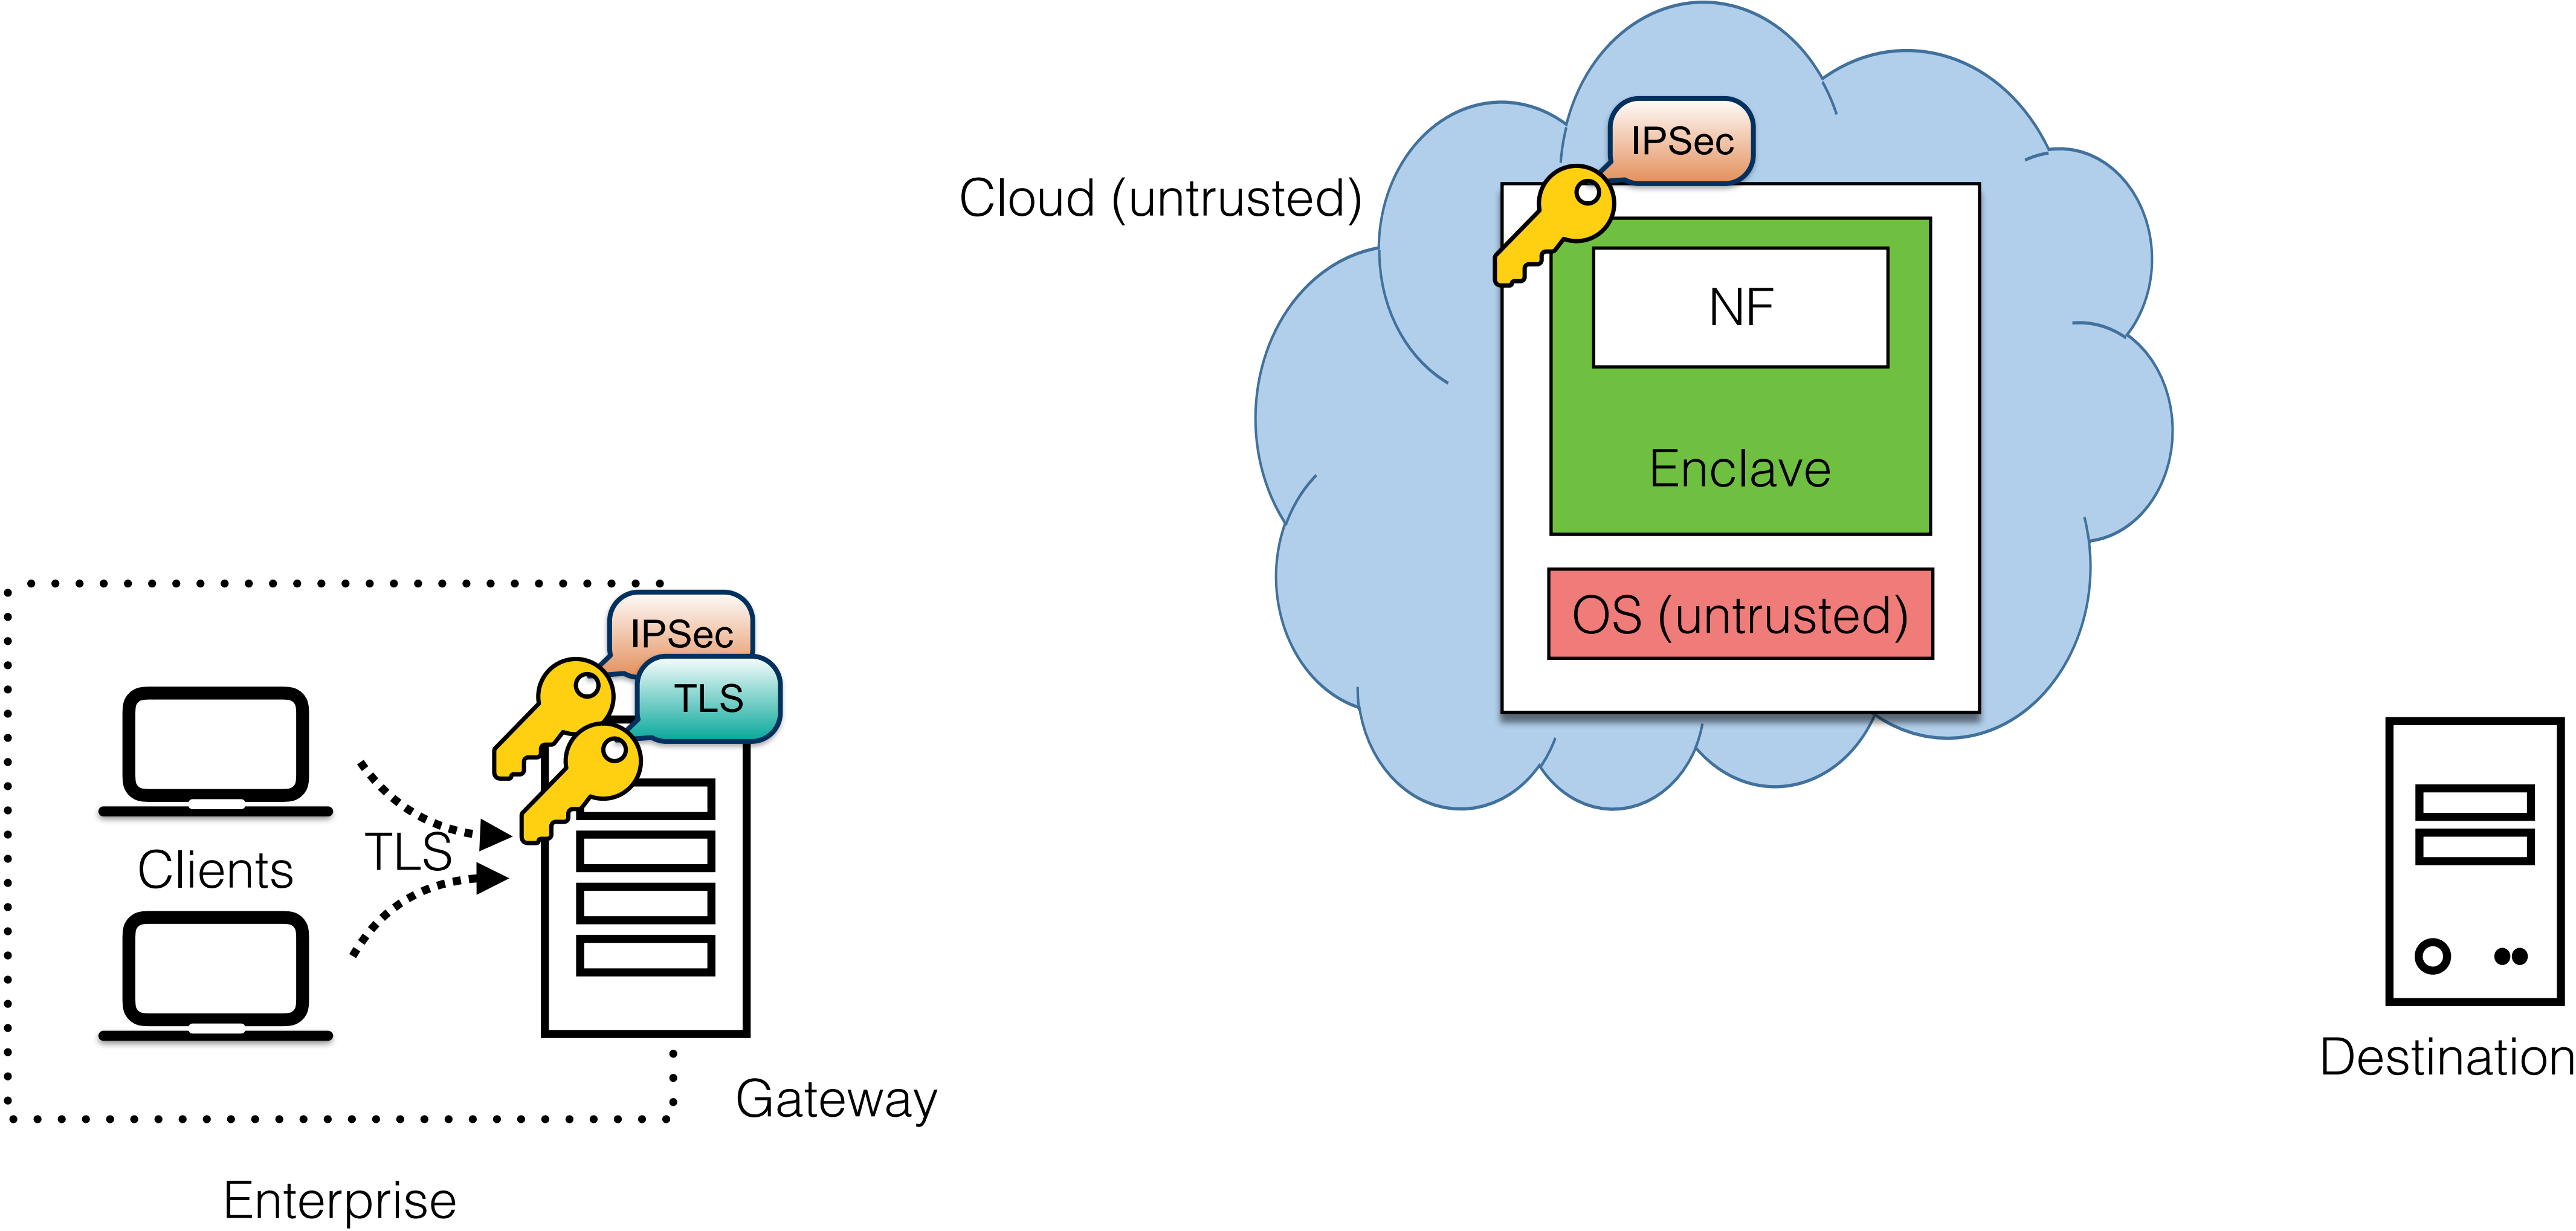 IPSec
Cloud (untrusted)
NF
Enclave
OS (untrusted)
IPSec
TLS
TLS
Clients
Gateway
Destination
Enterprise